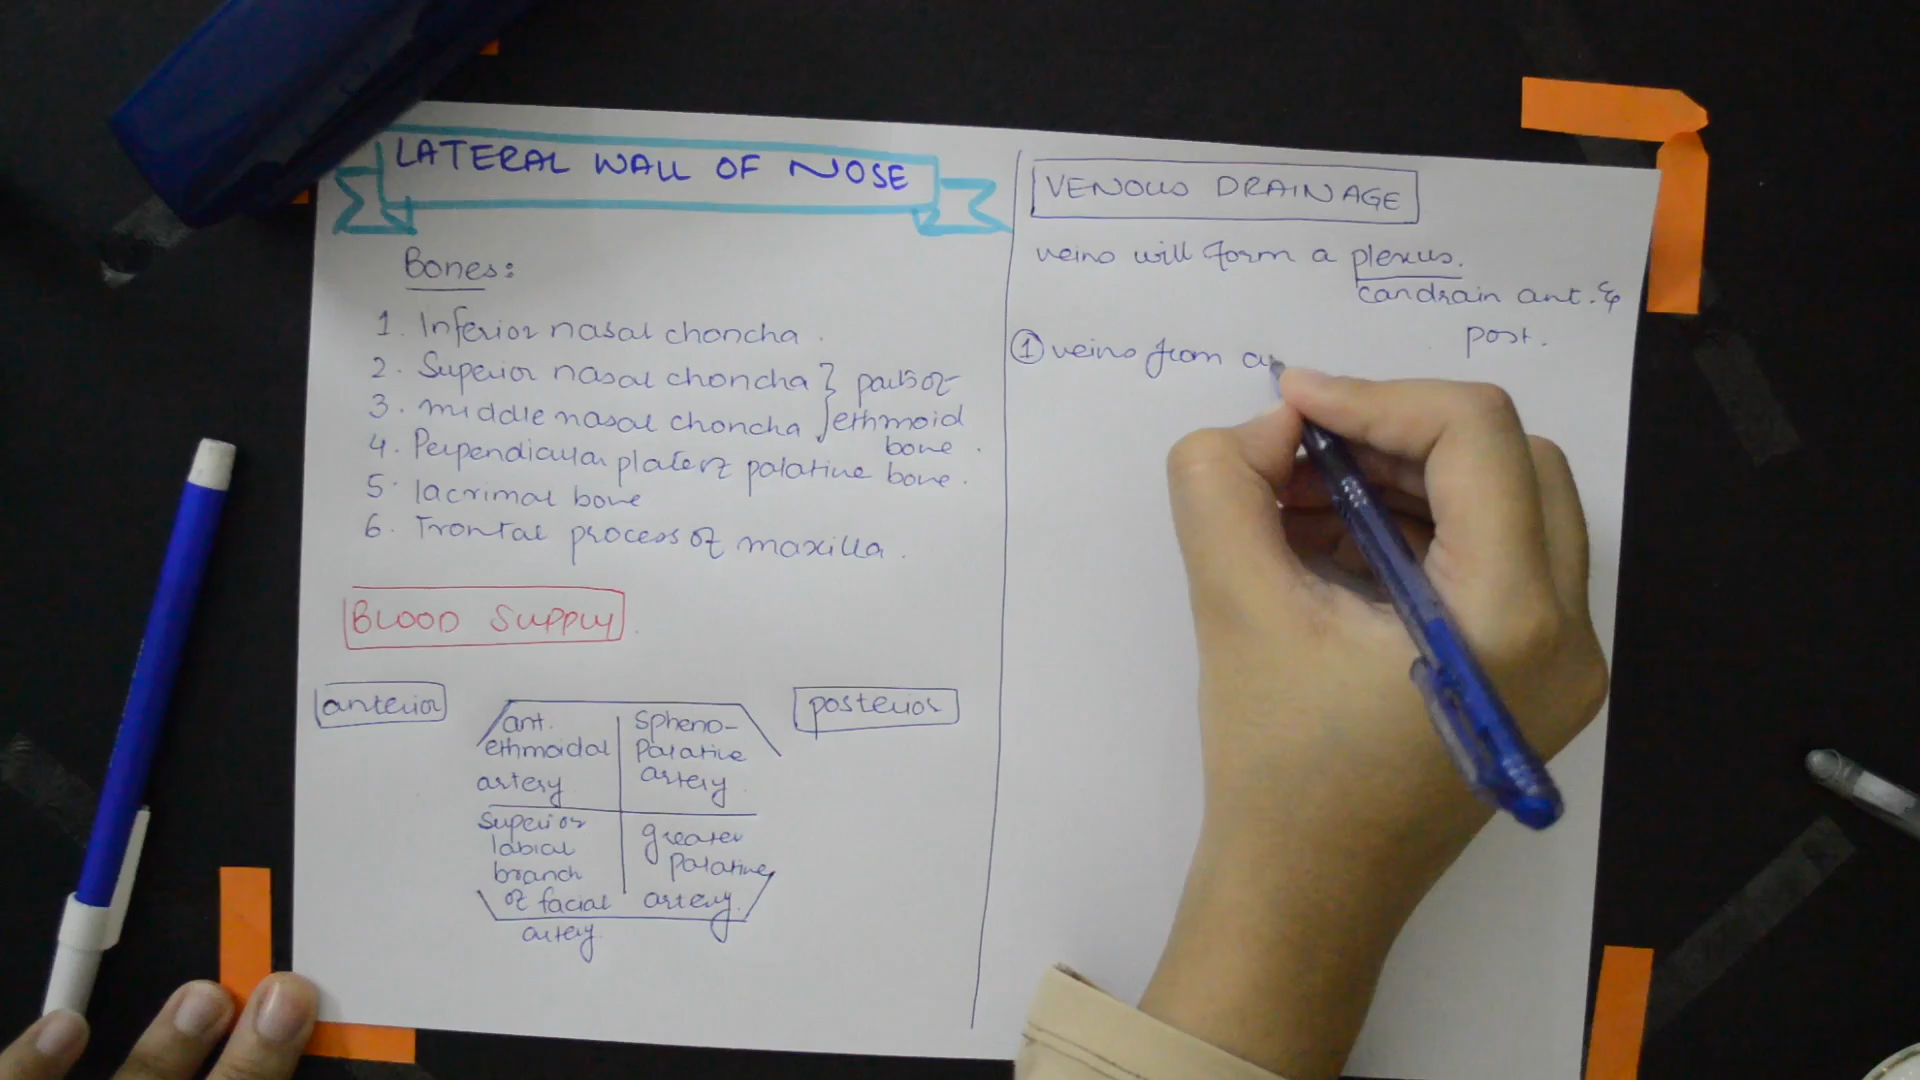 LATERAL WALL OF NOSE
Bones:
1. Inferior nasal choncha.
2. Superior nasal choncha } parts of
3. middle nasal choncha } ethmoid
bone.
4. Perpendicular plate of palatine bone.
5. lacrimal bone
6. Frontal process of maxilla.
BLOOD SUPPLY
anterior
posterior
ant.
ethmoidal
artery
Spheno-
Palatine
artery
Superior
labial
branch
of facial
artery.
greater
palatine
artery.
VENOUS DRAINAGE
veins will form a plexus.
can drain ant. &
post.
① veins from